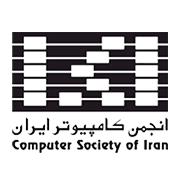 انجمن کامپیوتر ایران
Computer Society of Iran